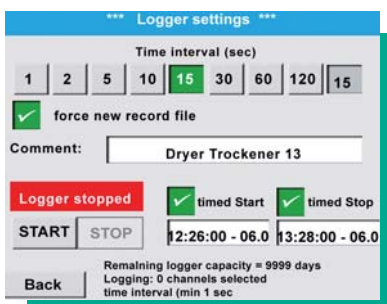 *** Logger settings ***
Time interval (sec)
1 2 5 10 15 30 60 120 15
force new record file
Comment: Dryer Trockener 13
Logger stopped timed Start timed Stop
START STOP 12:26:00 - 06.0 13:28:00 - 06.0
Remaining logger capacity = 9999 days
Back Logging: 0 channels selected
time interval (min 1 sec